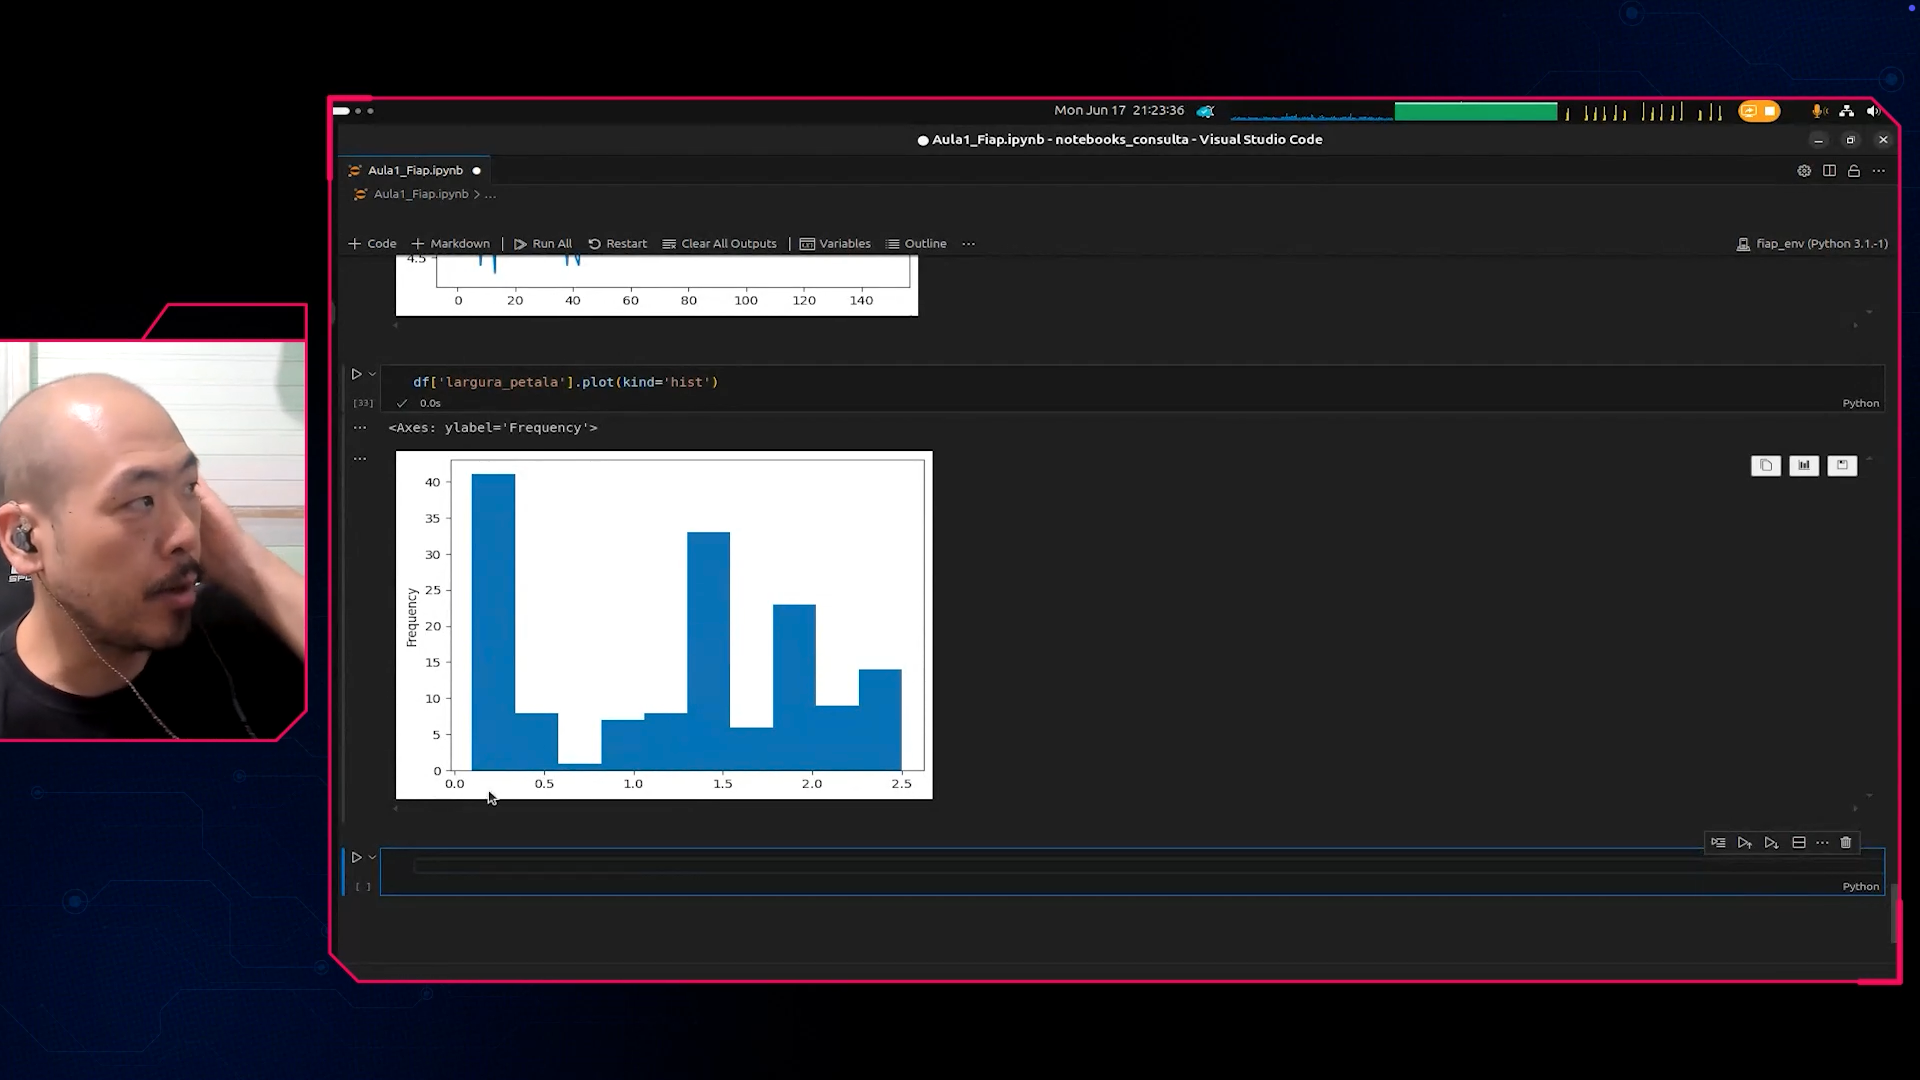 Mon Jun 17 21:23:36
Aula1_Fiap.ipynb - notebooks_consulta - Visual Studio Code
Aula1_Fiap.ipynb
Aula1_Fiap.ipynb > ...
Code
Markdown
Run All
Restart
Clear All Outputs
Variables
Outline
...
fiap_env (Python 3.1.-1)
4.5
0 20 40 60 80 100 120 140
df['largura_petala'].plot(kind='hist')
[33]
0.0s
Python
<Axes: ylabel='Frequency'>
Frequency
40
35
30
25
20
15
10
5
0
0.0 0.5 1.0 1.5 2.0 2.5
[ ]
Python